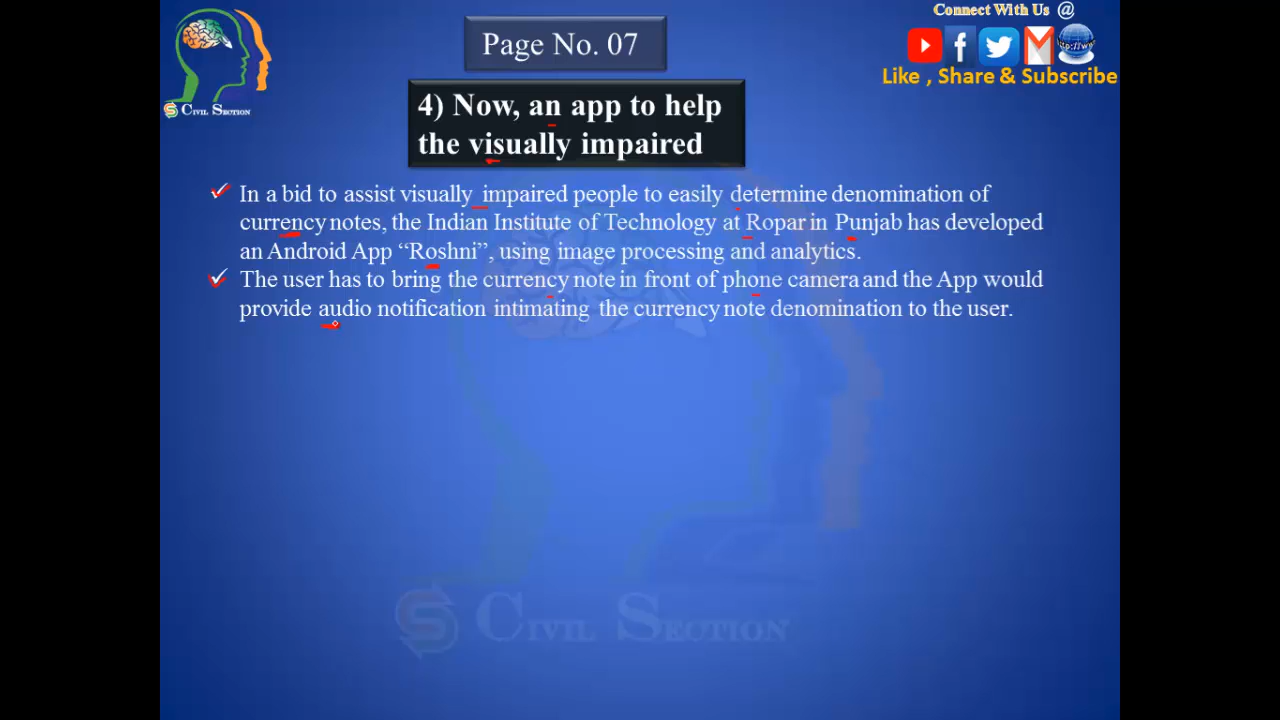 Connect With Us @
Page No. 07
http://www
Like , Share & Subscribe
CIVIL SECTION
4) Now, an app to help
the visually impaired
In a bid to assist visually impaired people to easily determine denomination of
currency notes, the Indian Institute of Technology at Ropar in Punjab has developed
an Android App “Roshni”, using image processing and analytics.
The user has to bring the currency note in front of phone camera and the App would
provide audio notification intimating the currency note denomination to the user.
CIVIL SECTION